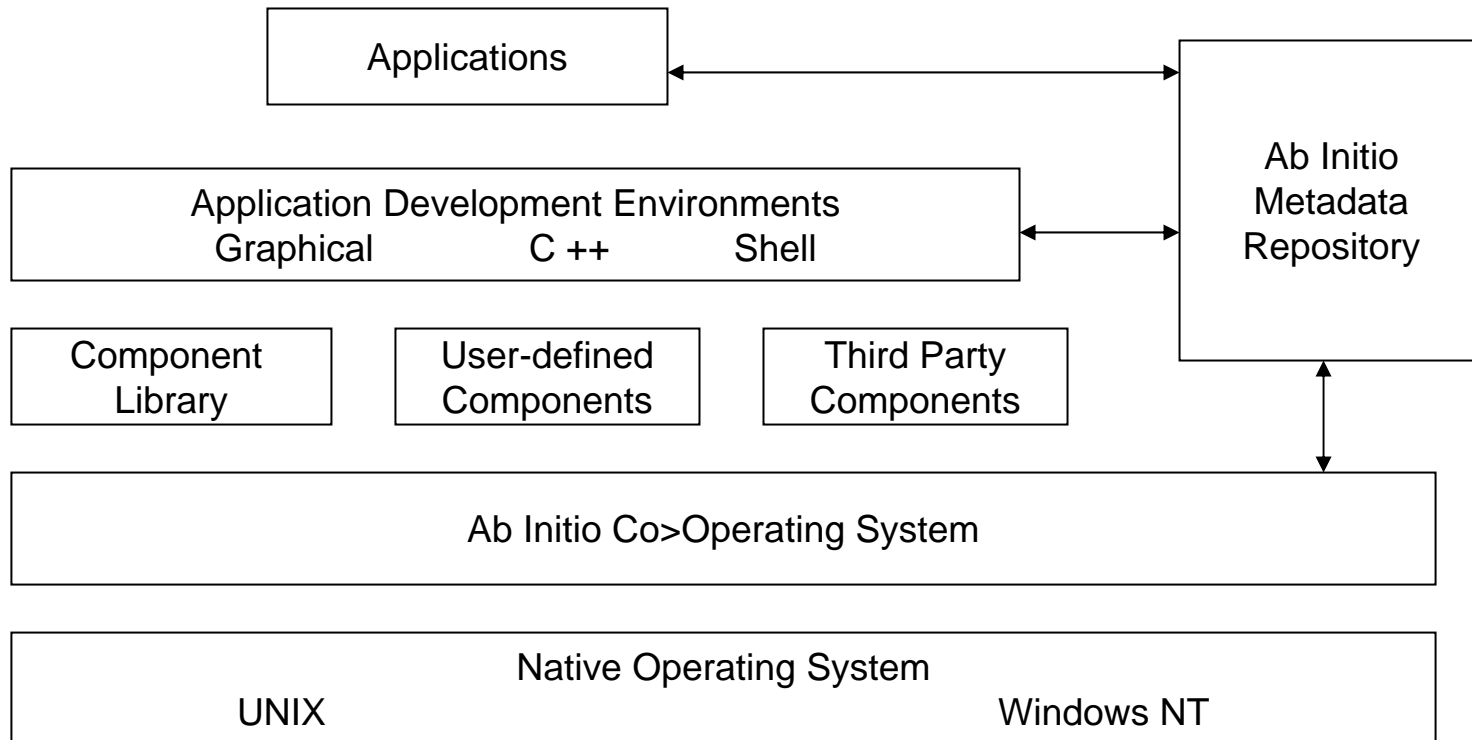 Applications
Ab Initio
Metadata
Repository
Application Development Environments
Graphical C ++ Shell
Component
Library
User-defined
Components
Third Party
Components
Ab Initio Co>Operating System
Native Operating System
UNIX Windows NT